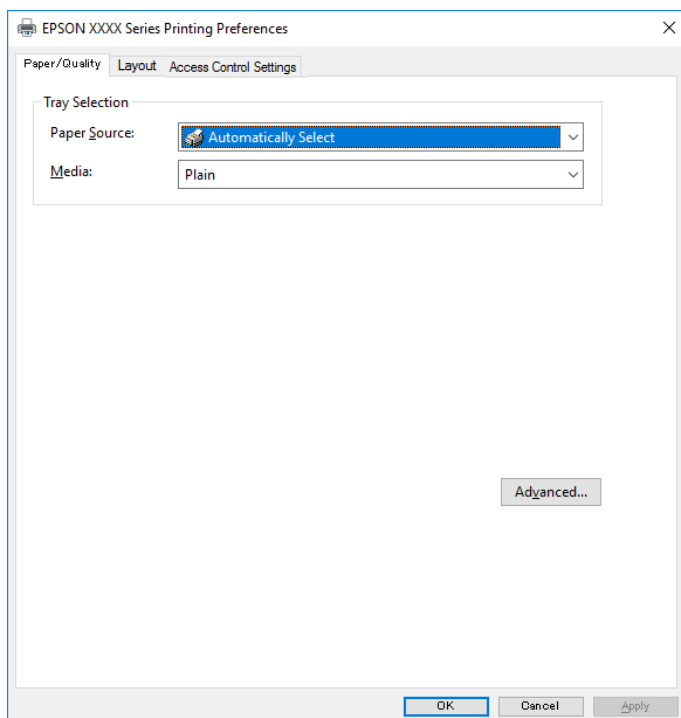 EPSON XXXX Series Printing Preferences
Paper/Quality Layout Access Control Settings
Tray Selection
Paper Source: Automatically Select
Media: Plain
Advanced...
OK Cancel Apply